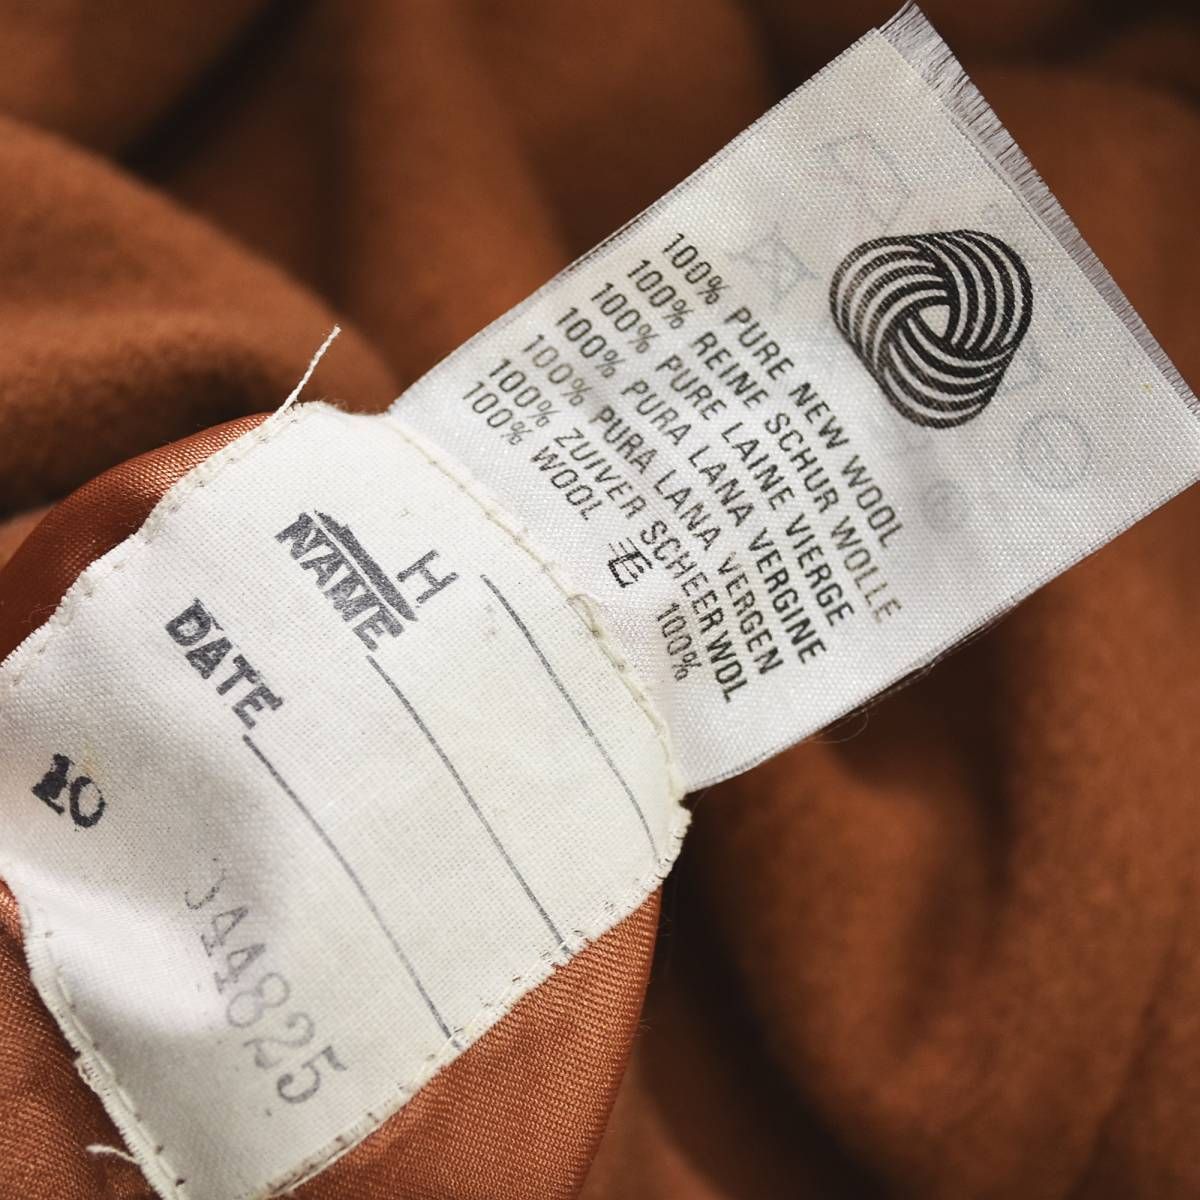 100% PURE NEW WOOL
100% REINE SCHUR WOLLE
100% PURE LAINE VIERGE
100% PURA LANA VERGINE
100% PURA LANA VERGEN
100% ZUIVER SCHEERWOL
100% WOOL 毛 100%
H
NAME
DATE
10